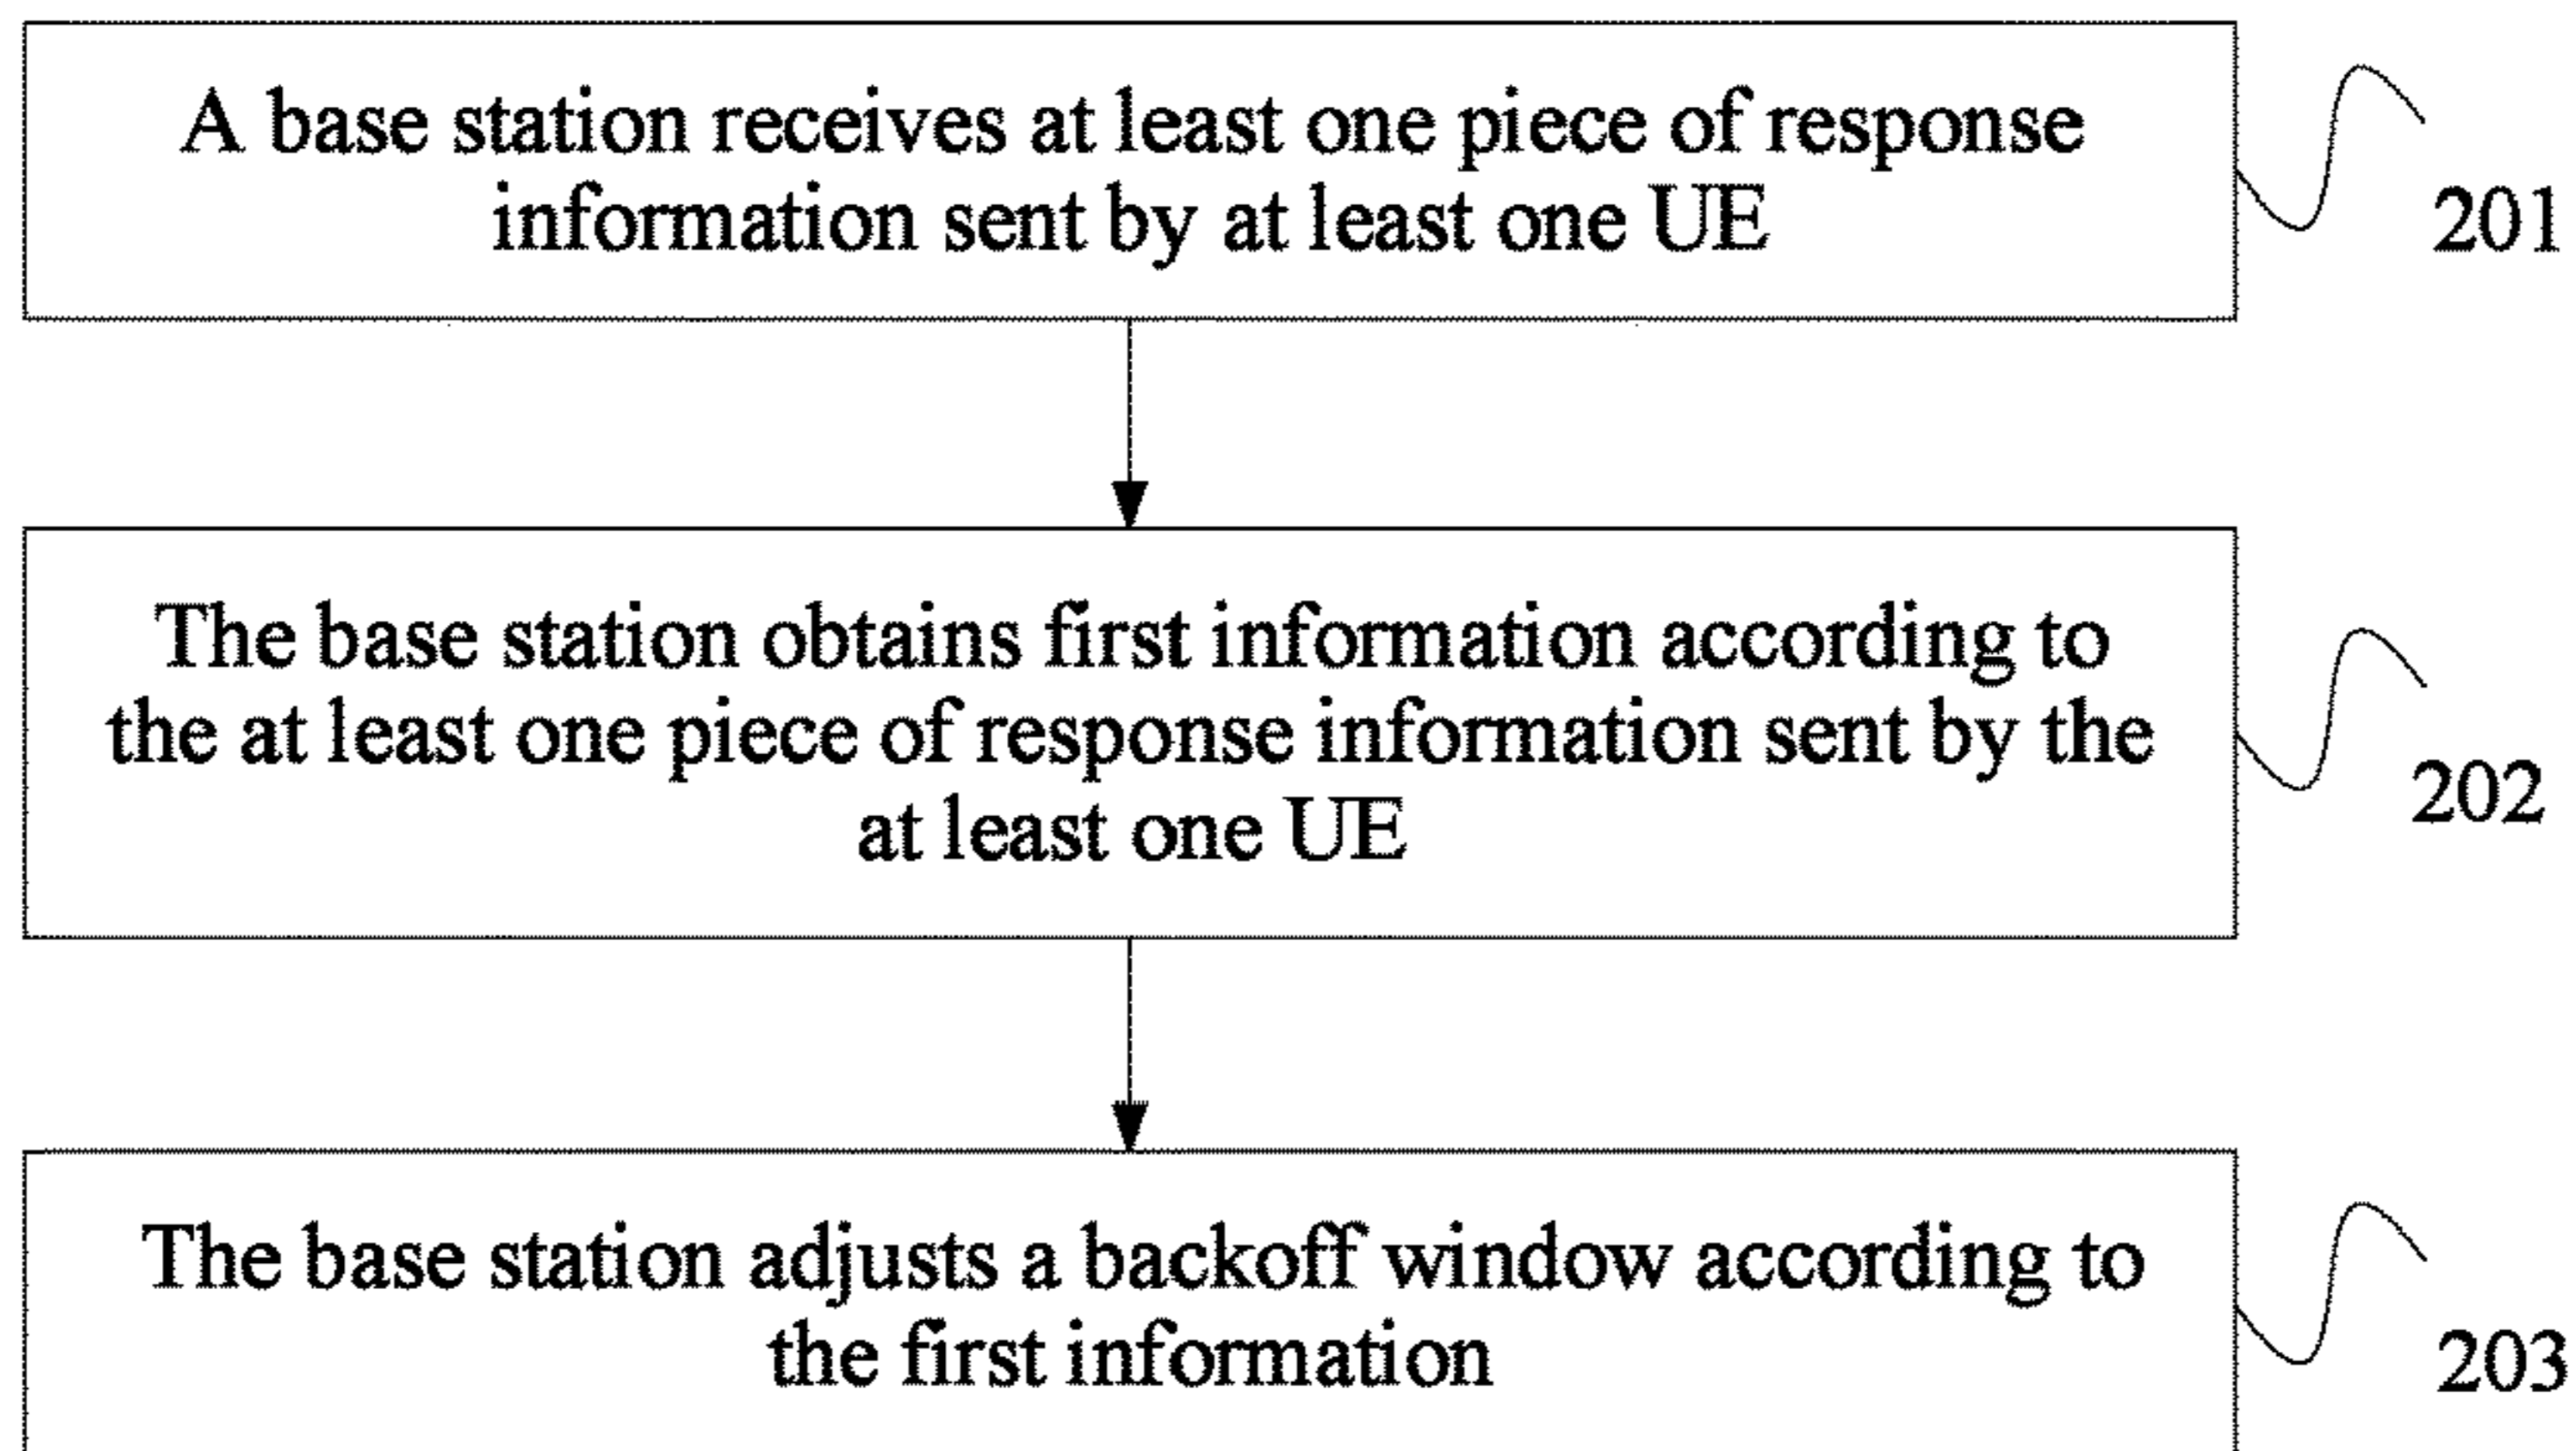 A base station receives at least one piece of response
information sent by at least one UE
201
The base station obtains first information according to
the at least one piece of response information sent by the
at least one UE
202
The base station adjusts a backoff window according to
the first information
203